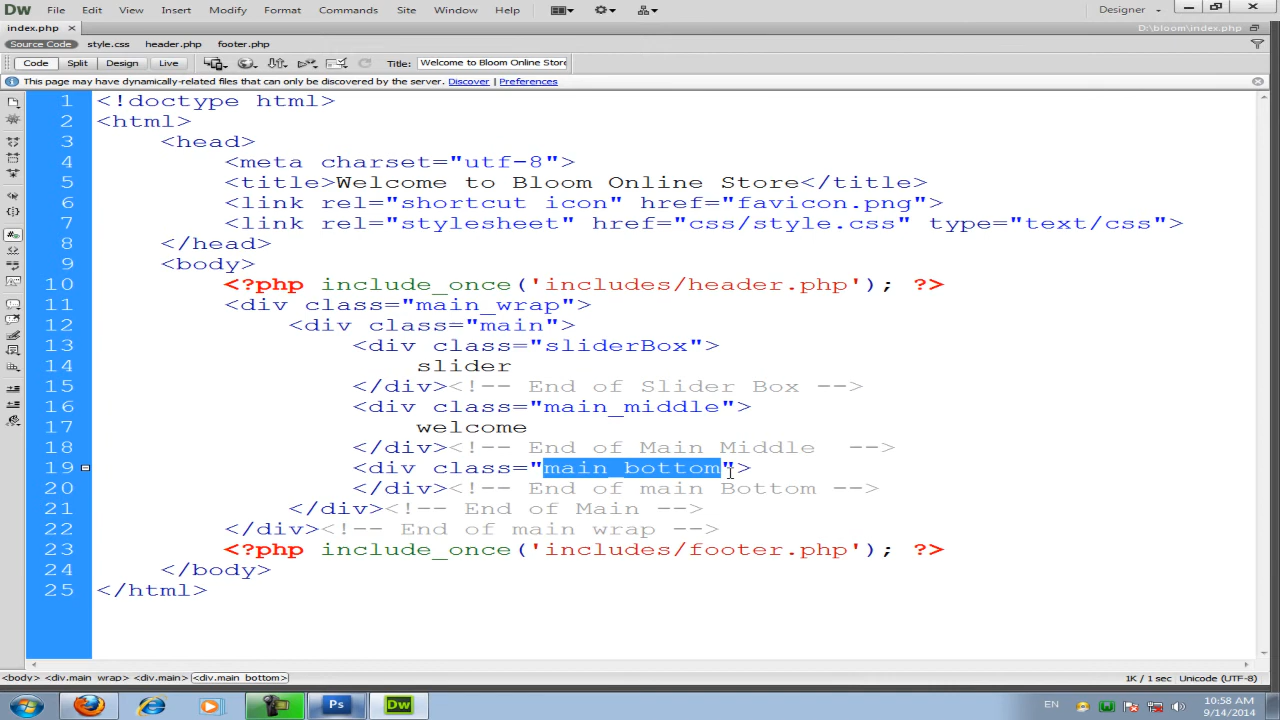 Dw File Edit View Insert Modify Format Commands Site Window Help Designer
index.php D:\bloom\index.php
Source Code style.css header.php footer.php
Code Split Design Live Title: Welcome to Bloom Online Store
This page may have dynamically-related files that can only be discovered by the server. Discover | Preferences
1 <!doctype html>
2 <html>
3 <head>
4 <meta charset="utf-8">
5 <title>Welcome to Bloom Online Store</title>
6 <link rel="shortcut icon" href="favicon.png">
7 <link rel="stylesheet" href="css/style.css" type="text/css">
8 </head>
9 <body>
10 <?php include_once('includes/header.php'); ?>
11 <div class="main_wrap">
12 <div class="main">
13 <div class="sliderBox">
14 slider
15 </div><!-- End of Slider Box -->
16 <div class="main_middle">
17 welcome
18 </div><!-- End of Main Middle  -->
19 <div class="main_bottom">
20 </div><!-- End of main Bottom -->
21 </div><!-- End of Main -->
22 </div><!-- End of main wrap -->
23 <?php include_once('includes/footer.php'); ?>
24 </body>
25 </html>
<body> <div.main_wrap> <div.main> <div.main_bottom> 1K / 1 sec Unicode (UTF-8)
Ps Dw EN 10:58 AM
9/14/2014